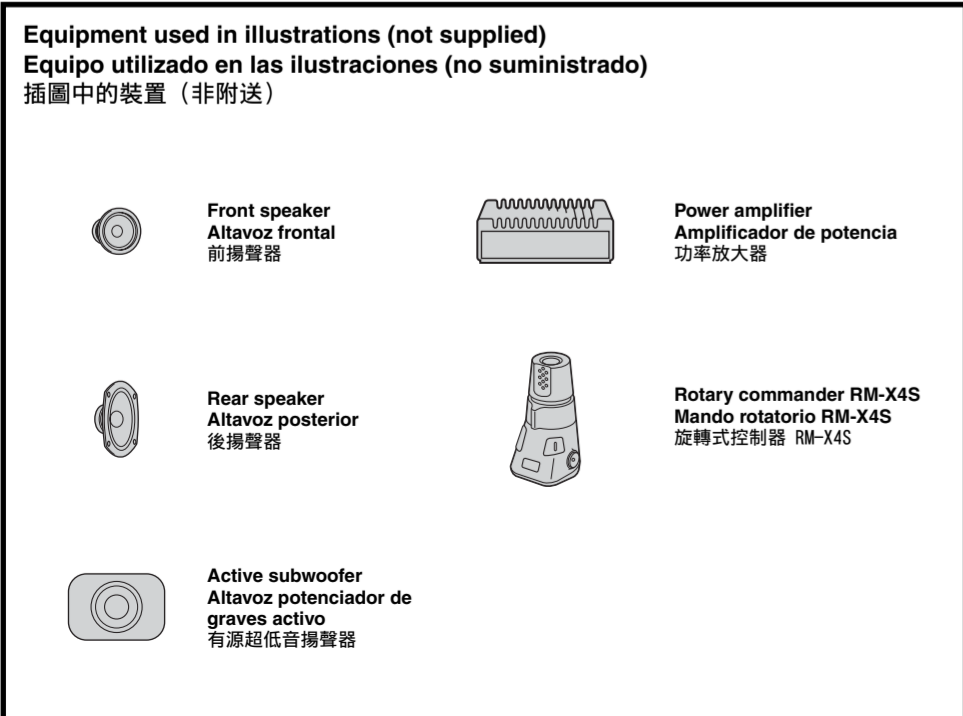 Equipment used in illustrations (not supplied)
Equipo utilizado en las ilustraciones (no suministrado)
插圖中的裝置（非附送）
Front speaker
Altavoz frontal
前揚聲器
Power amplifier
Amplificador de potencia
功率放大器
Rear speaker
Altavoz posterior
後揚聲器
Rotary commander RM-X4S
Mando rotatorio RM-X4S
旋轉式控制器 RM-X4S
Active subwoofer
Altavoz potenciador de
graves activo
有源超低音揚聲器